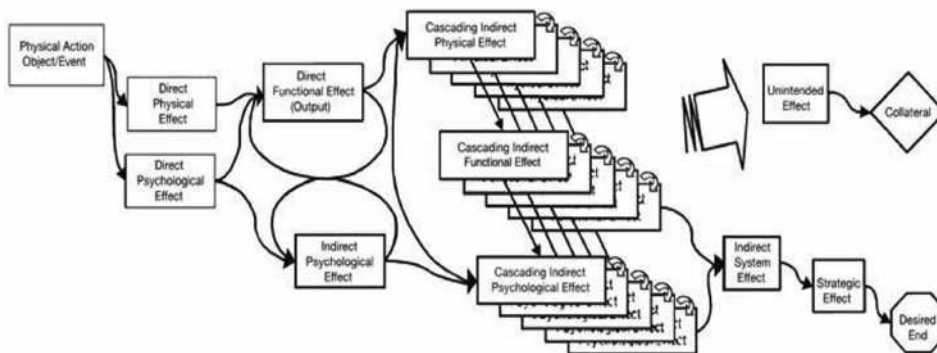 Physical Action
Object/Event
Direct
Physical
Effect
Direct
Psychological
Effect
Direct
Functional Effect
(Output)
Indirect
Psychological
Effect
Cascading Indirect
Physical Effect
Cascading Indirect
Functional Effect
Cascading Indirect
Psychological Effect
Unintended
Effect
Collateral
Indirect
System
Effect
Strategic
Effect
Desired
End